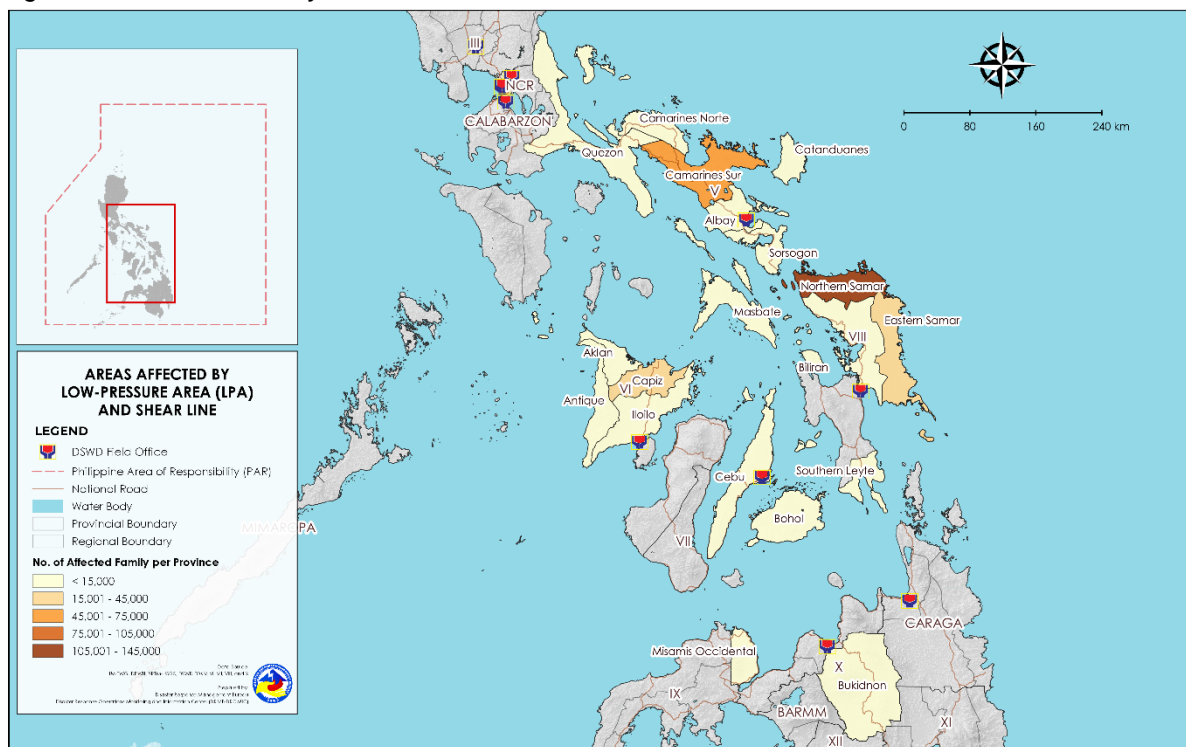 III
NCR
CALABARZON
Camarines Norte
Quezon
Catanduanes
Camarines Sur
V
Albay
Sorsogon
Northern Samar
Masbate
Eastern Samar
VIII
Aklan
Biliran
VI
Capiz
Antique
Iloilo
Cebu
Southern Leyte
Bohol
VII
MIMAROPA
CARAGA
Misamis Occidental
X
Bukidnon
IX
BARMM
XI
XII
0 80 160 240 km
AREAS AFFECTED BY
LOW-PRESSURE AREA (LPA)
AND SHEAR LINE
LEGEND
DSWD Field Office
Philippine Area of Responsibility (PAR)
National Road
Water Body
Provincial Boundary
Regional Boundary
No. of Affected Family per Province
< 15,000
15,001 - 45,000
45,001 - 75,000
75,001 - 105,000
105,001 - 145,000
Prepared by: